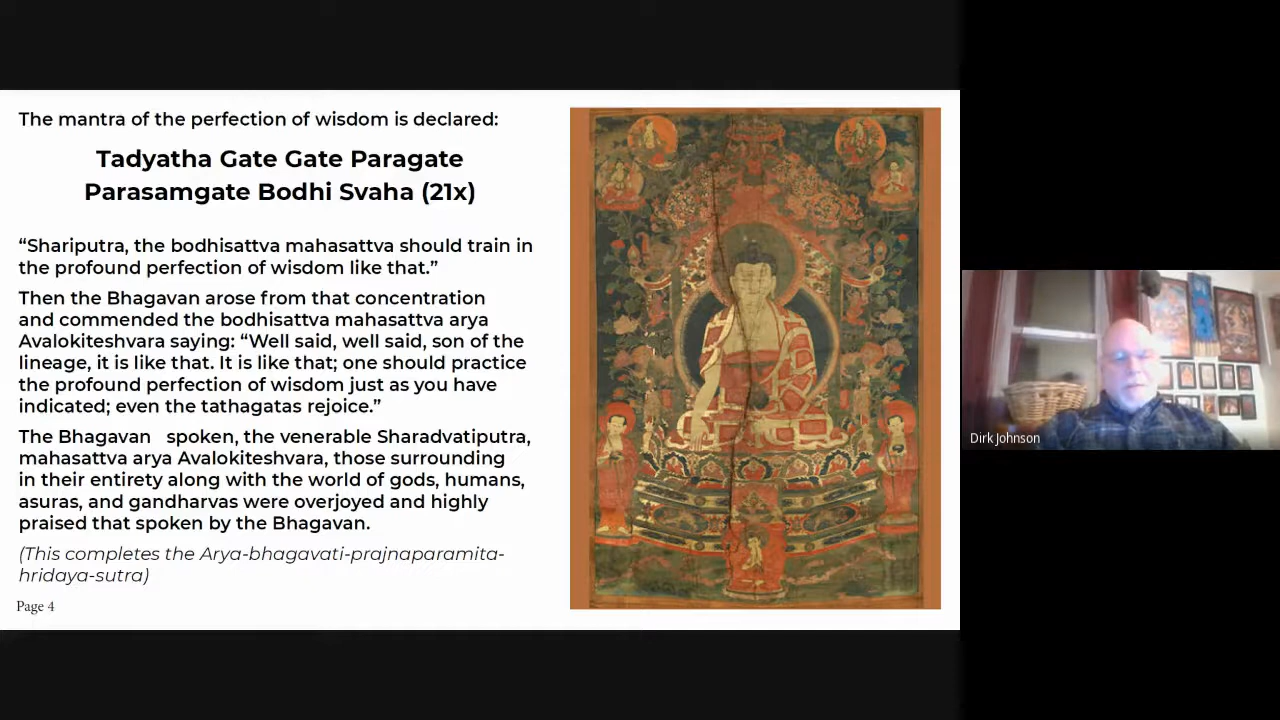 The mantra of the perfection of wisdom is declared:
Tadyatha Gate Gate Paragate
Parasamgate Bodhi Svaha (21x)
“Shariputra, the bodhisattva mahasattva should train in
the profound perfection of wisdom like that.”
Then the Bhagavan arose from that concentration
and commended the bodhisattva mahasattva arya
Avalokiteshvara saying: “Well said, well said, son of the
lineage, it is like that. It is like that; one should practice
the profound perfection of wisdom just as you have
indicated; even the tathagatas rejoice.”
The Bhagavan spoken, the venerable Sharadvatiputra,
mahasattva arya Avalokiteshvara, those surrounding
in their entirety along with the world of gods, humans,
asuras, and gandharvas were overjoyed and highly
praised that spoken by the Bhagavan.
(This completes the Arya-bhagavati-prajnaparamita-
hridaya-sutra)
Page 4
Dirk Johnson